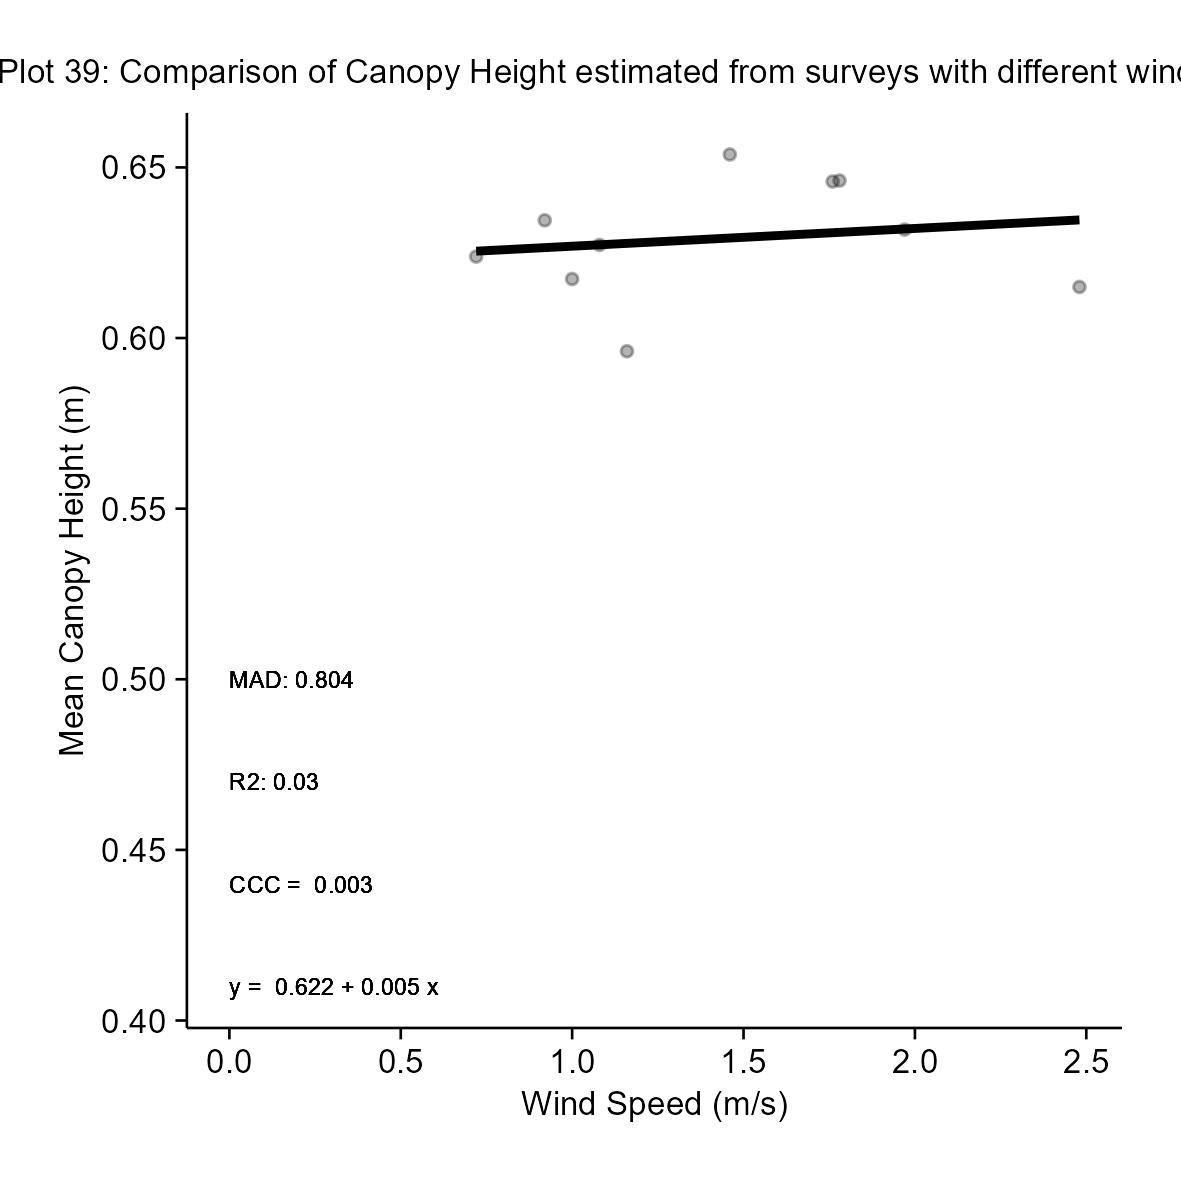 Plot 39: Comparison of Canopy Height estimated from surveys with different
0.65
0.60
0.55
0.50
0.45
0.40
Mean Canopy Height (m)
MAD: 0.804
R2: 0.03
CCC = 0.003
y = 0.622 + 0.005 x
0.0 0.5 1.0 1.5 2.0 2.5
Wind Speed (m/s)